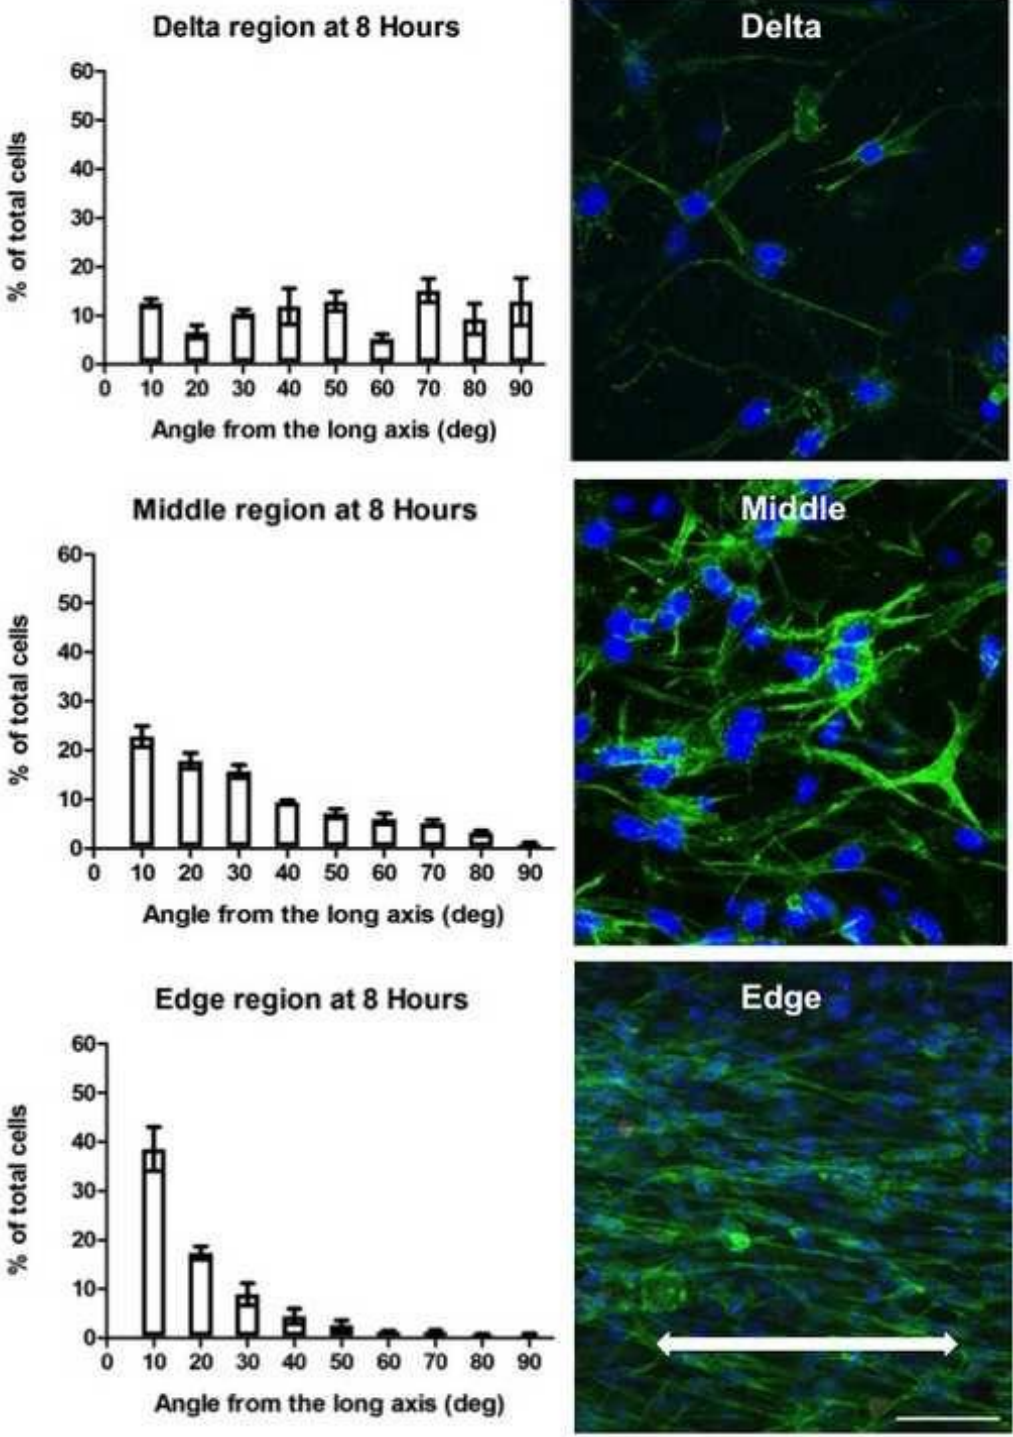 Delta region at 8 Hours
Delta
% of total cells
60
50
40
30
20
10
0
0 10 20 30 40 50 60 70 80 90
Angle from the long axis (deg)
Middle region at 8 Hours
Middle
% of total cells
60
50
40
30
20
10
0
0 10 20 30 40 50 60 70 80 90
Angle from the long axis (deg)
Edge region at 8 Hours
Edge
% of total cells
60
50
40
30
20
10
0
0 10 20 30 40 50 60 70 80 90
Angle from the long axis (deg)